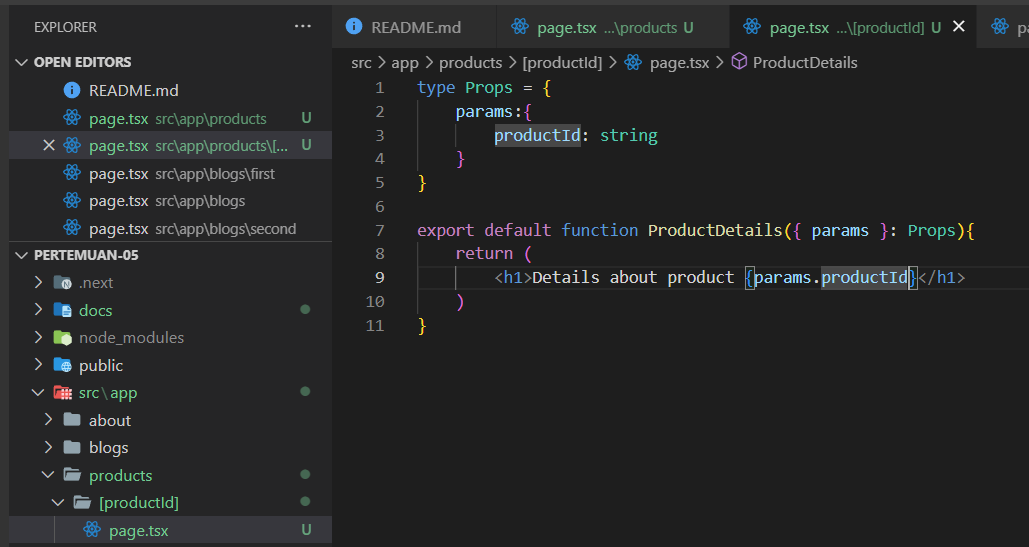 EXPLORER ...
OPEN EDITORS
README.md
page.tsx src\app\products U
page.tsx src\app\products\[... U
page.tsx src\app\blogs\first
page.tsx src\app\blogs
page.tsx src\app\blogs\second
PERTEMUAN-05
.next
docs
node_modules
public
src\app
about
blogs
products
[productId]
page.tsx U
README.md
page.tsx ...\products U
page.tsx ...\[productId] U
src > app > products > [productId] > page.tsx > ProductDetails
1 type Props = {
2 params:{
3 productId: string
4 }
5 }
6
7 export default function ProductDetails({ params }: Props){
8 return (
9 <h1>Details about product {params.productId}</h1>
10 )
11 }